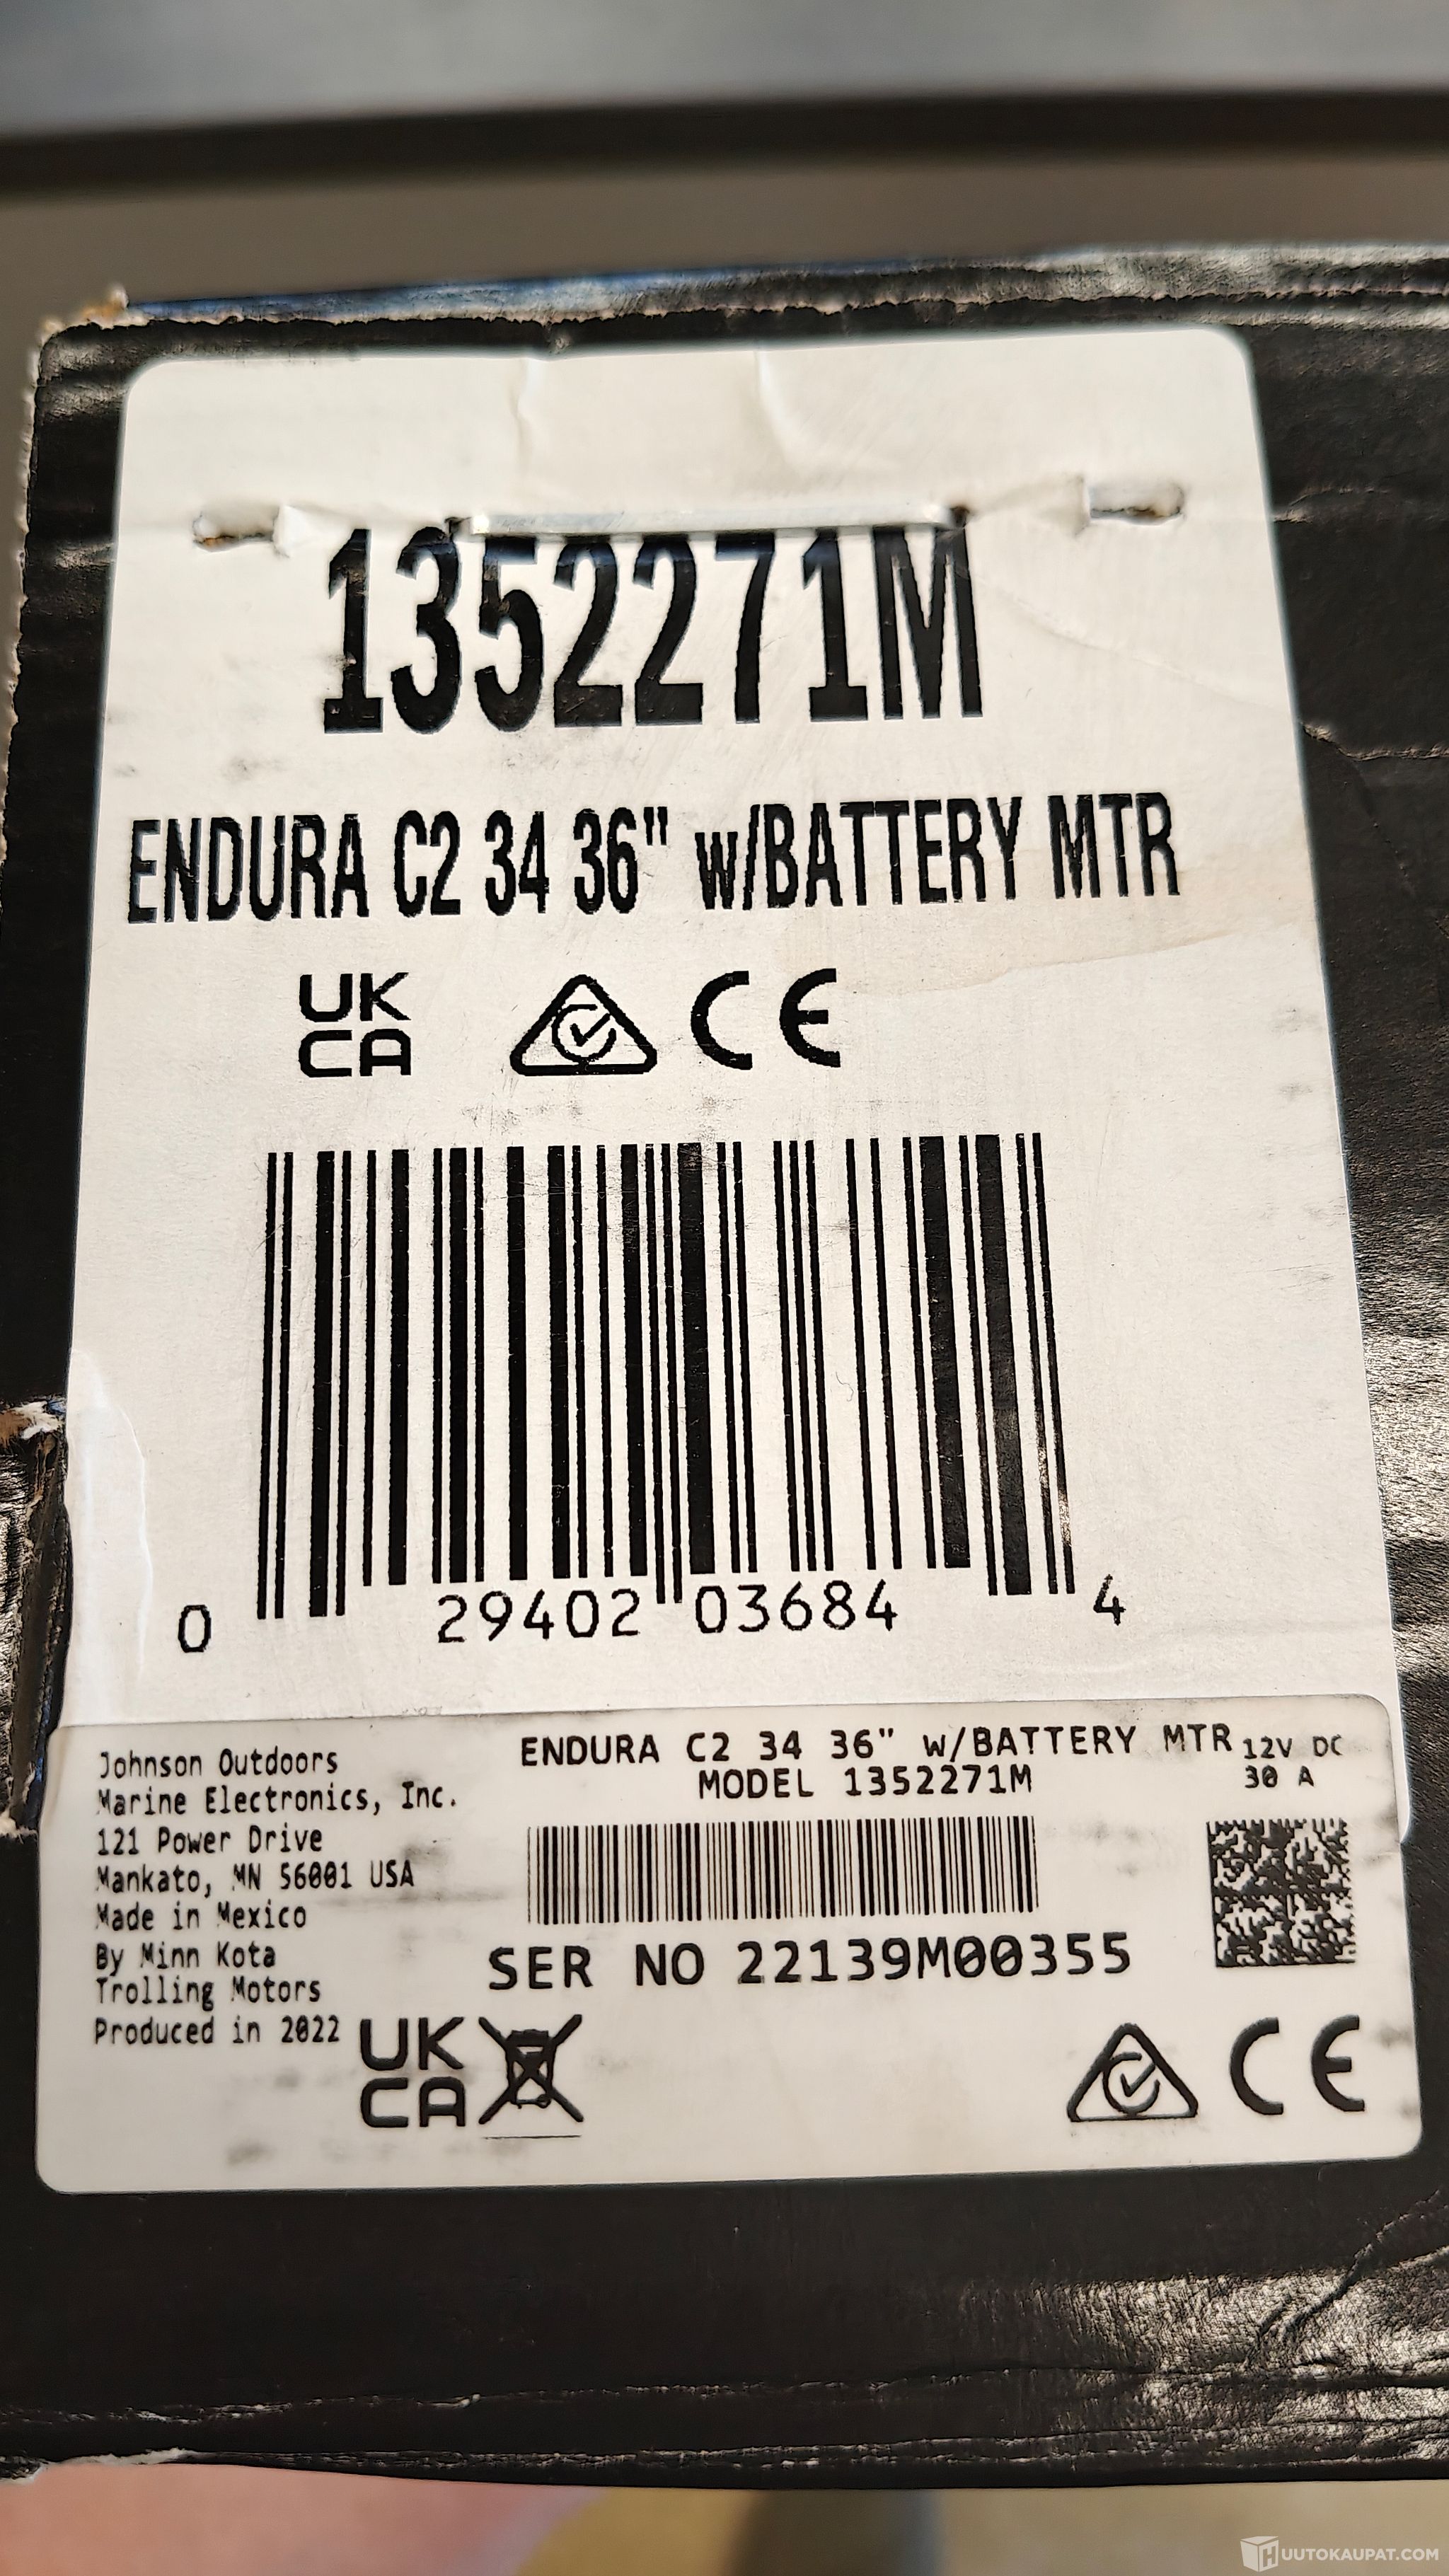 1352271M
ENDURA C2 34 36" w/BATTERY MTR
UK
CA
CE
0 29402 03684 4
Johnson Outdoors
Marine Electronics, Inc.
121 Power Drive
Mankato, MN 56001 USA
Made in Mexico
By Minn Kota
Trolling Motors
Produced in 2022
ENDURA C2 34 36" w/BATTERY MTR
MODEL 1352271M
12V DC
30 A
SER NO 22139M00355
UK
CA
CE
HUUTOKAUPAT.COM